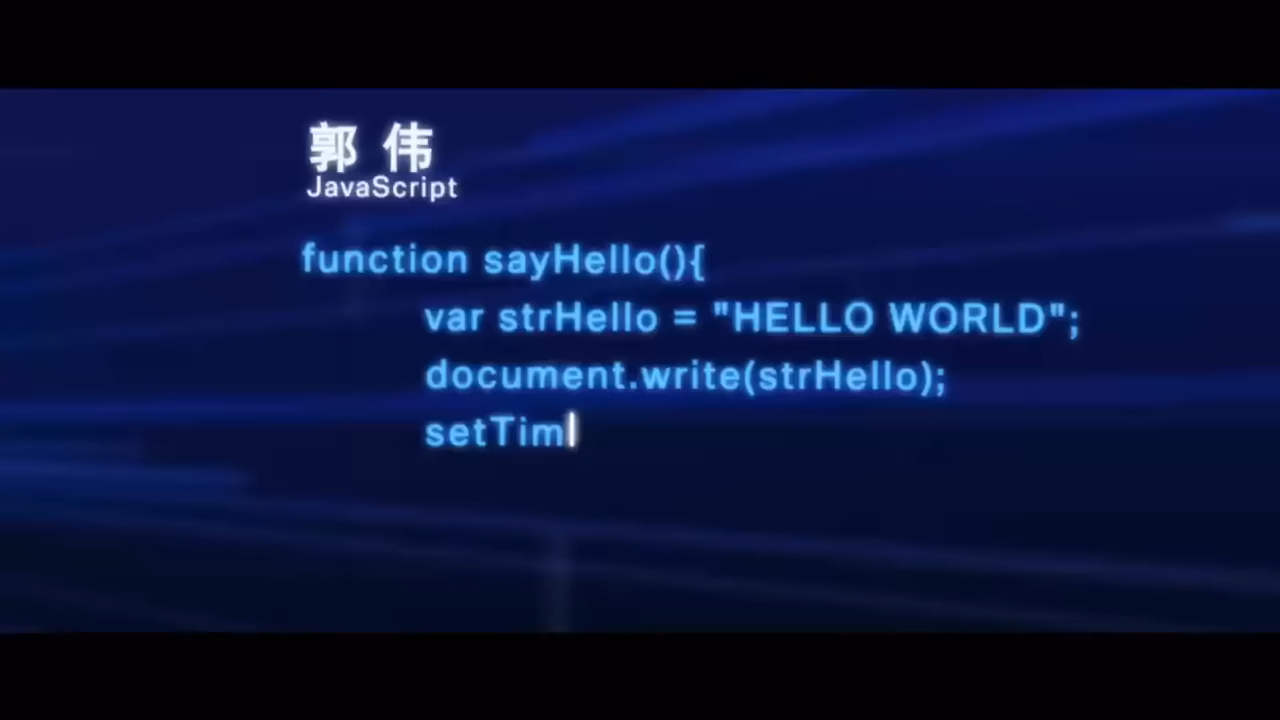 郭 伟
JavaScript
function sayHello(){
var strHello = "HELLO WORLD";
document.write(strHello);
setTim